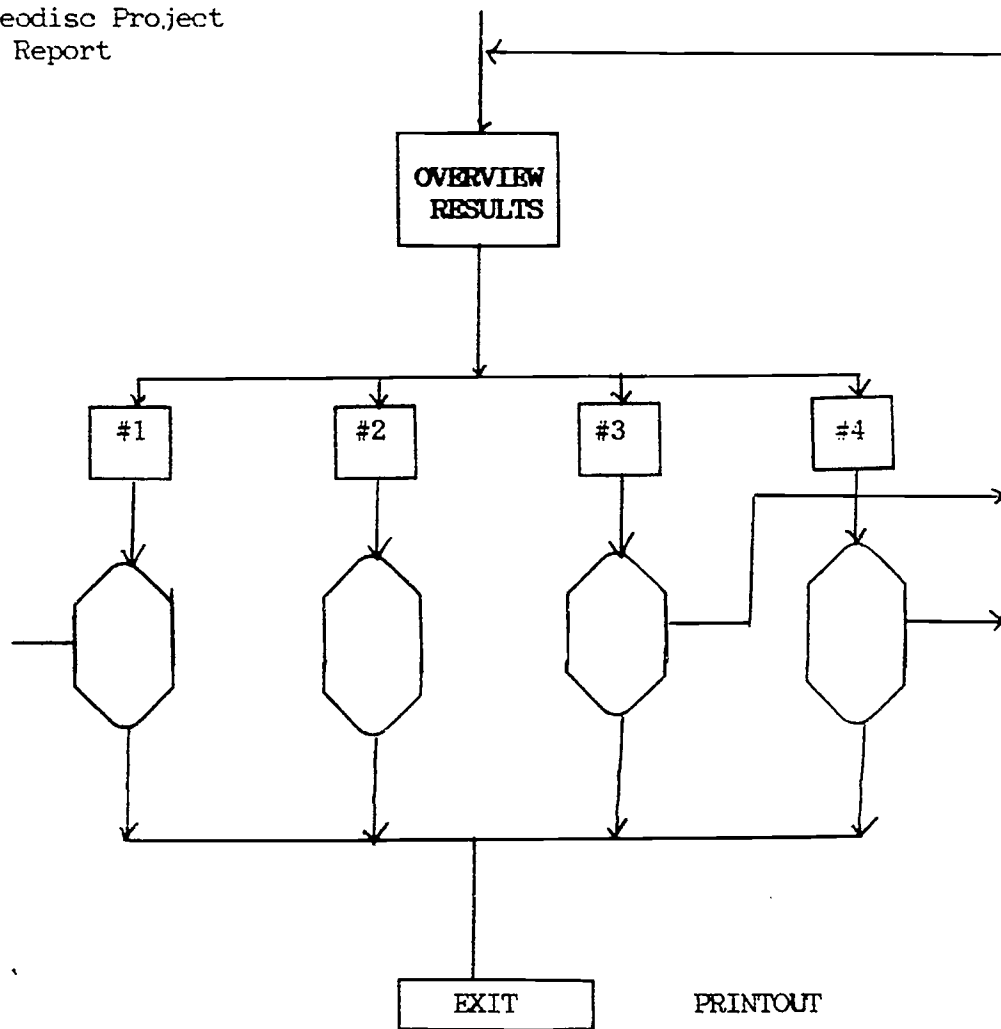 eodisc Project
Report
OVERVIEW
RESULTS
#1 #2 #3 #4
EXIT PRINTOUT